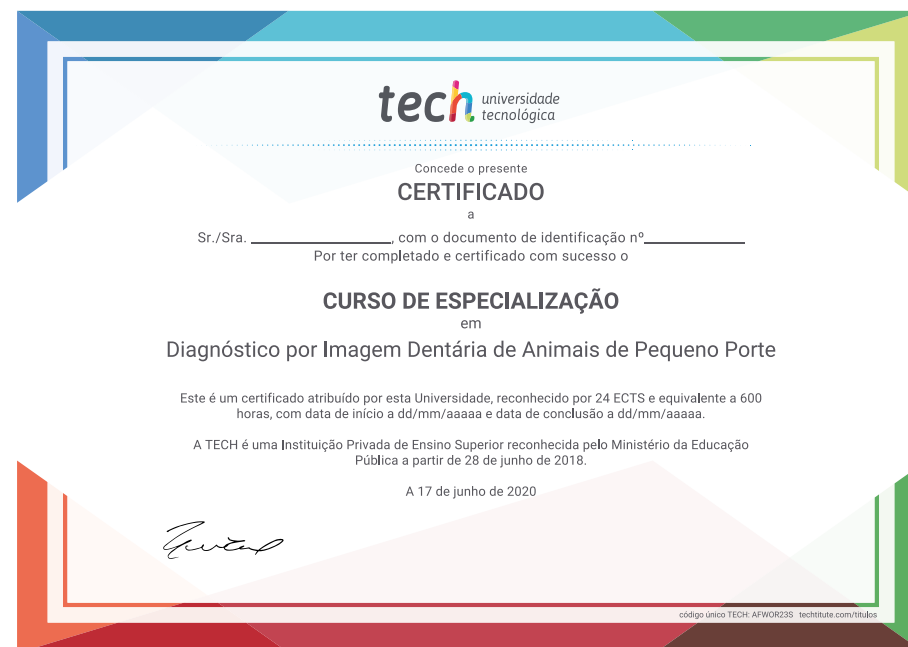 tech universidade
tecnológica
Concede o presente
CERTIFICADO
a
Sr./Sra. ____________________, com o documento de identificação nº______________
Por ter completado e certificado com sucesso o
CURSO DE ESPECIALIZAÇÃO
em
Diagnóstico por Imagem Dentária de Animais de Pequeno Porte
Este é um certificado atribuído por esta Universidade, reconhecido por 24 ECTS e equivalente a 600
horas, com data de início a dd/mm/aaaaa e data de conclusão a dd/mm/aaaaa.
A TECH é uma Instituição Privada de Ensino Superior reconhecida pelo Ministério da Educação
Pública a partir de 28 de junho de 2018.
A 17 de junho de 2020
código único TECH: AFWOR23S techtitute.com/titulos